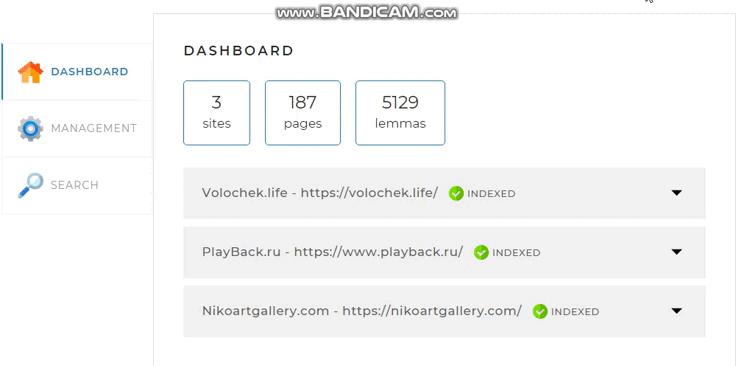 www.BANDICAM.com
DASHBOARD
MANAGEMENT
SEARCH
DASHBOARD
3
sites
187
pages
5129
lemmas
Volochek.life - https://volochek.life/ INDEXED
PlayBack.ru - https://www.playback.ru/ INDEXED
Nikoartgallery.com - https://nikoartgallery.com/ INDEXED